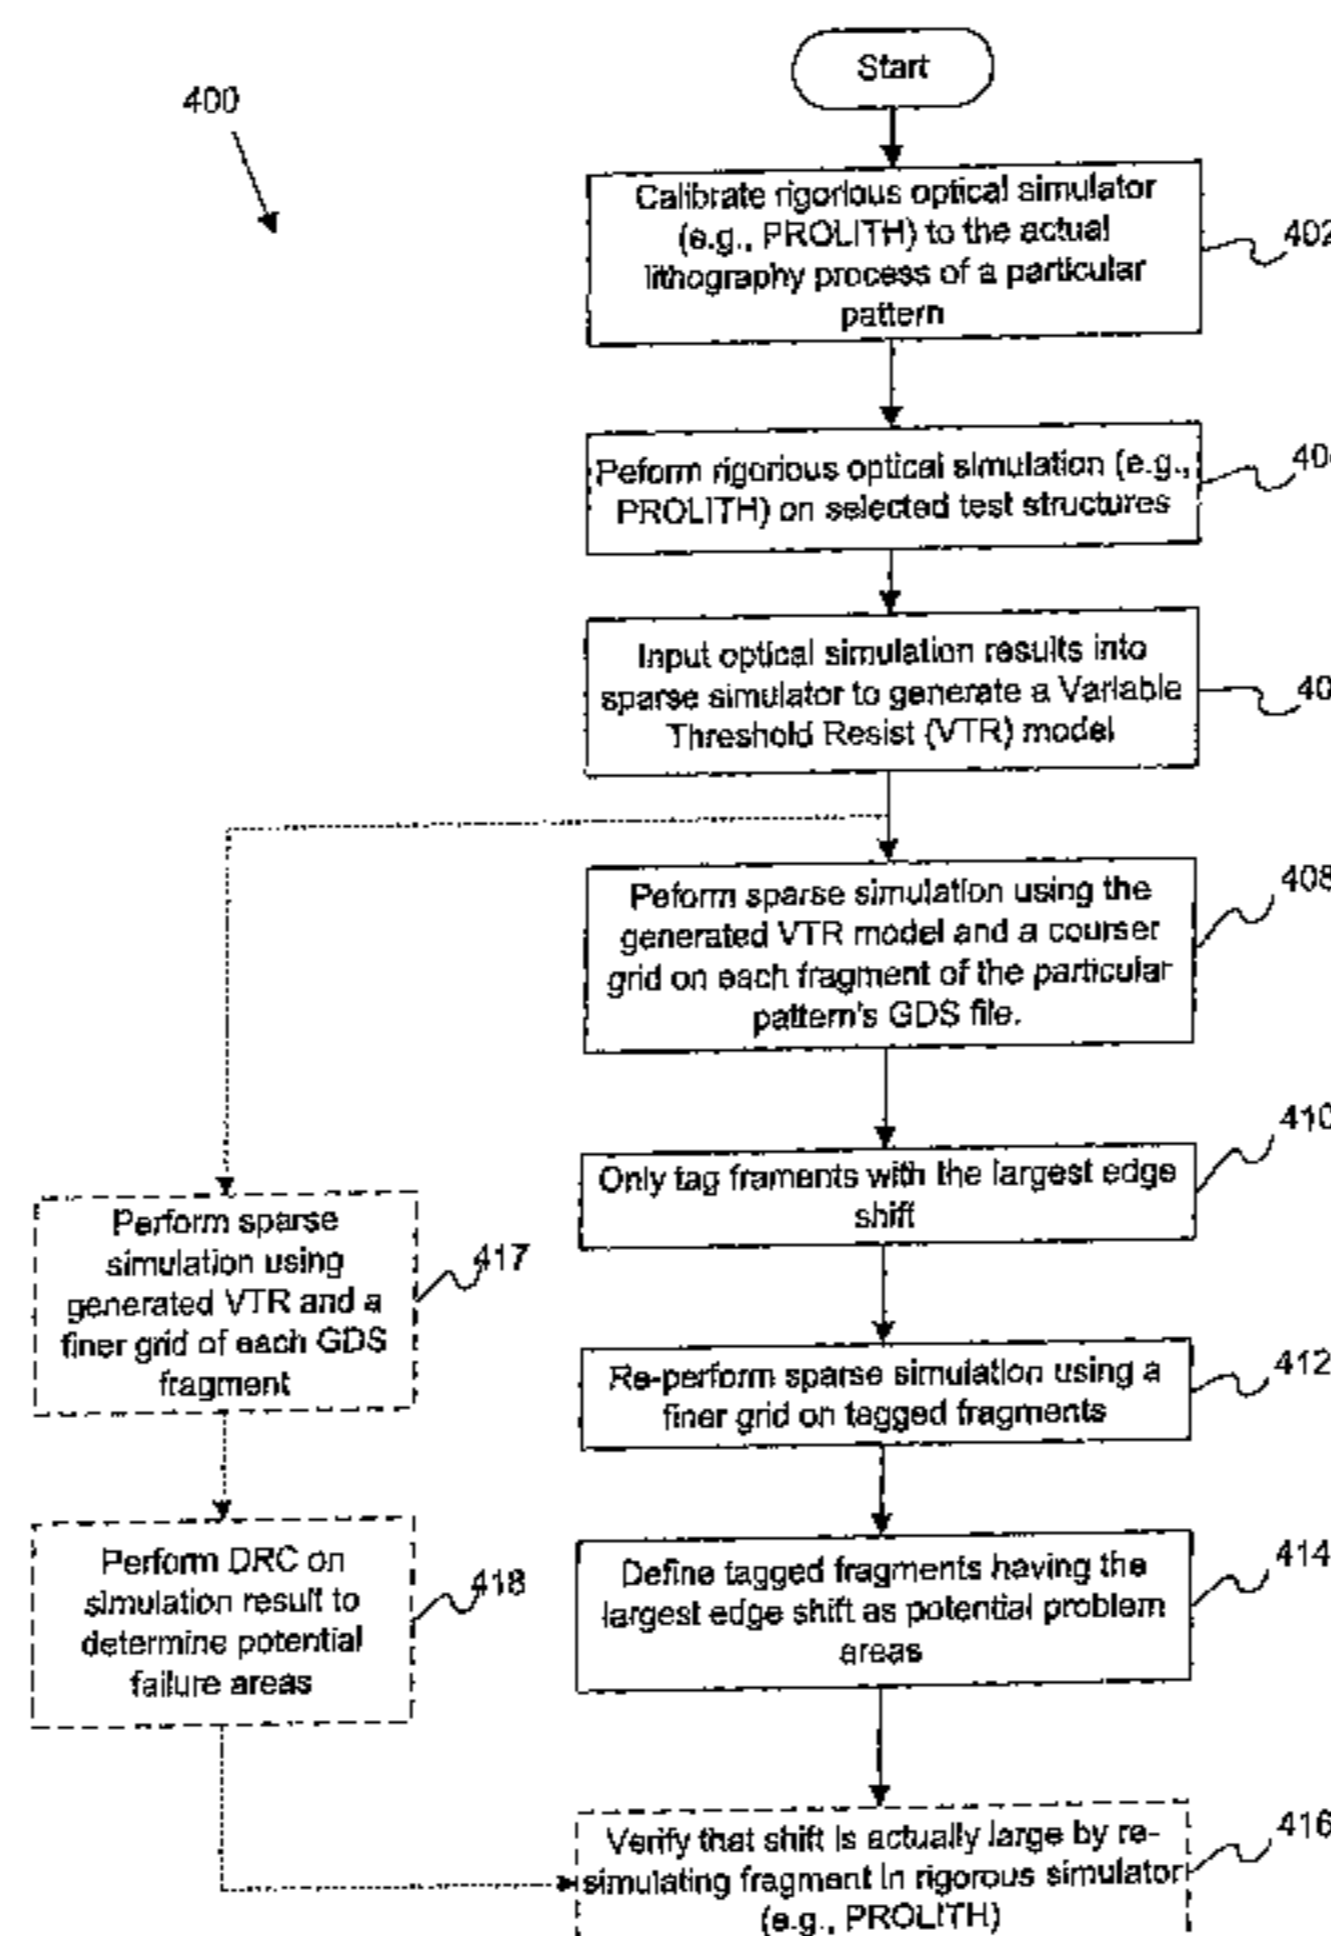 Start
400
Calibrate rigorious optical simulator
(e.g., PROLITH) to the actual
lithography process of a particular
pattern
402
Peform rigorious optical simulation (e.g.,
PROLITH) on selected test structures
40
Input optical simulation results into
sparse simulator to generate a Variable
Threshold Resist (VTR) model
40
Peform sparse simulation using the
generated VTR model and a courser
grid on each fragment of the particular
pattern's GDS file.
408
Only tag framents with the largest edge
shift
410
Perform sparse
simulation using
generated VTR and a
finer grid of each GDS
fragment
417
Re-perform sparse simulation using a
finer grid on tagged fragments
412
Perform DRC on
simulation result to
determine potential
failure areas
418
Define tagged fragments having the
largest edge shift as potential problem
areas
414
Verify that shift is actually large by re-
simulating fragment in rigorous simulator
(e.g., PROLITH)
416